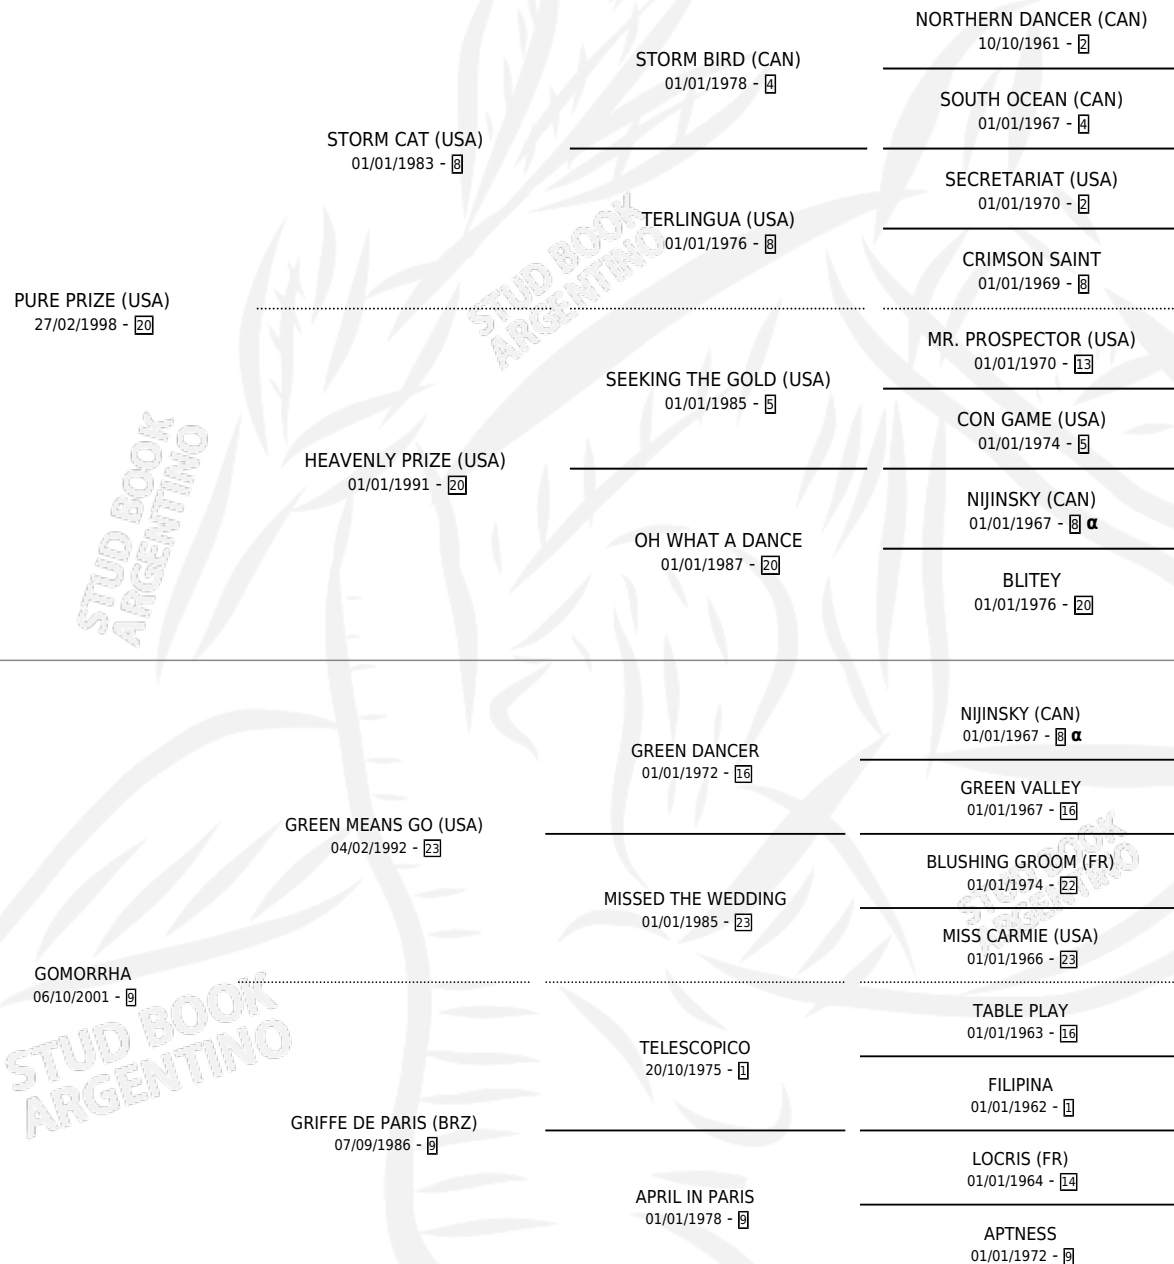 NORTHERN DANCER (CAN)
10/10/1961 - 2
STORM BIRD (CAN)
01/01/1978 - 4
SOUTH OCEAN (CAN)
01/01/1967 - 4
STORM CAT (USA)
01/01/1983 - 8
SECRETARIAT (USA)
01/01/1970 - 2
TERLINGUA (USA)
01/01/1976 - 8
CRIMSON SAINT
01/01/1969 - 8
PURE PRIZE (USA)
27/02/1998 - 20
MR. PROSPECTOR (USA)
01/01/1970 - 13
SEEKING THE GOLD (USA)
01/01/1985 - 5
CON GAME (USA)
01/01/1974 - 5
HEAVENLY PRIZE (USA)
01/01/1991 - 20
NIJINSKY (CAN)
01/01/1967 - 8 α
OH WHAT A DANCE
01/01/1987 - 20
BLITEY
01/01/1976 - 20
NIJINSKY (CAN)
01/01/1967 - 8 α
GREEN DANCER
01/01/1972 - 16
GREEN VALLEY
01/01/1967 - 16
GREEN MEANS GO (USA)
04/02/1992 - 23
BLUSHING GROOM (FR)
01/01/1974 - 22
MISSED THE WEDDING
01/01/1985 - 23
MISS CARMIE (USA)
01/01/1966 - 23
GOMORRHA
06/10/2001 - 9
TABLE PLAY
01/01/1963 - 16
TELESCOPICO
20/10/1975 - 1
FILIPINA
01/01/1962 - 1
GRIFFE DE PARIS (BRZ)
07/09/1986 - 9
LOCRIS (FR)
01/01/1964 - 14
APRIL IN PARIS
01/01/1978 - 9
APTNESS
01/01/1972 - 9
STUD BOOK
ARGENTINO
STUD BOOK
ARGENTINO
STUD BOOK
ARGENTINO
STUD BOOK
ARGENTINO